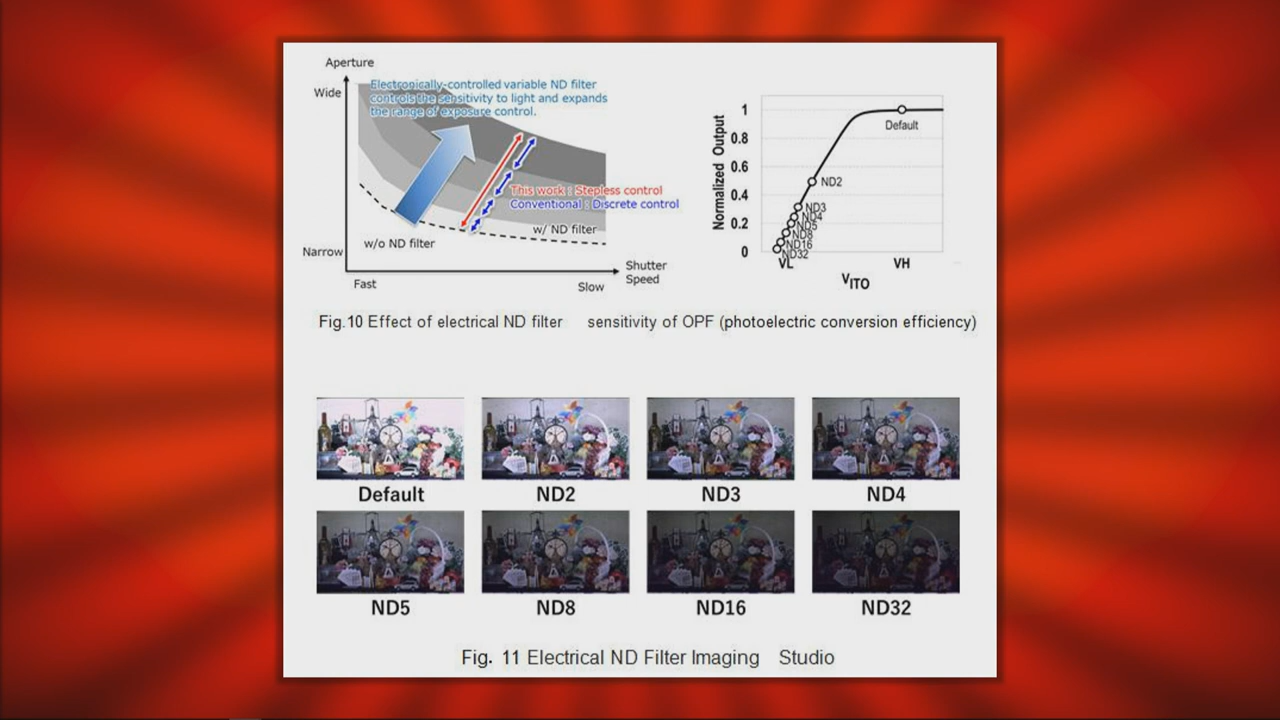 Aperture
Wide
Electronically-controlled variable ND filter
controls the sensitivity to light and expands
the range of exposure control.
This work : Stepless control
Conventional : Discrete control
w/ ND filter
w/o ND filter
Narrow
Shutter
Speed
Fast
Slow
Normalized Output
1
0.8
0.6
0.4
0.2
0
Default
ND2
ND3
ND4
ND5
ND8
ND16
ND32
VL
VH
VITO
Fig.10 Effect of electrical ND filter sensitivity of OPF (photoelectric conversion efficiency)
Default
ND2
ND3
ND4
ND5
ND8
ND16
ND32
Fig. 11 Electrical ND Filter Imaging Studio